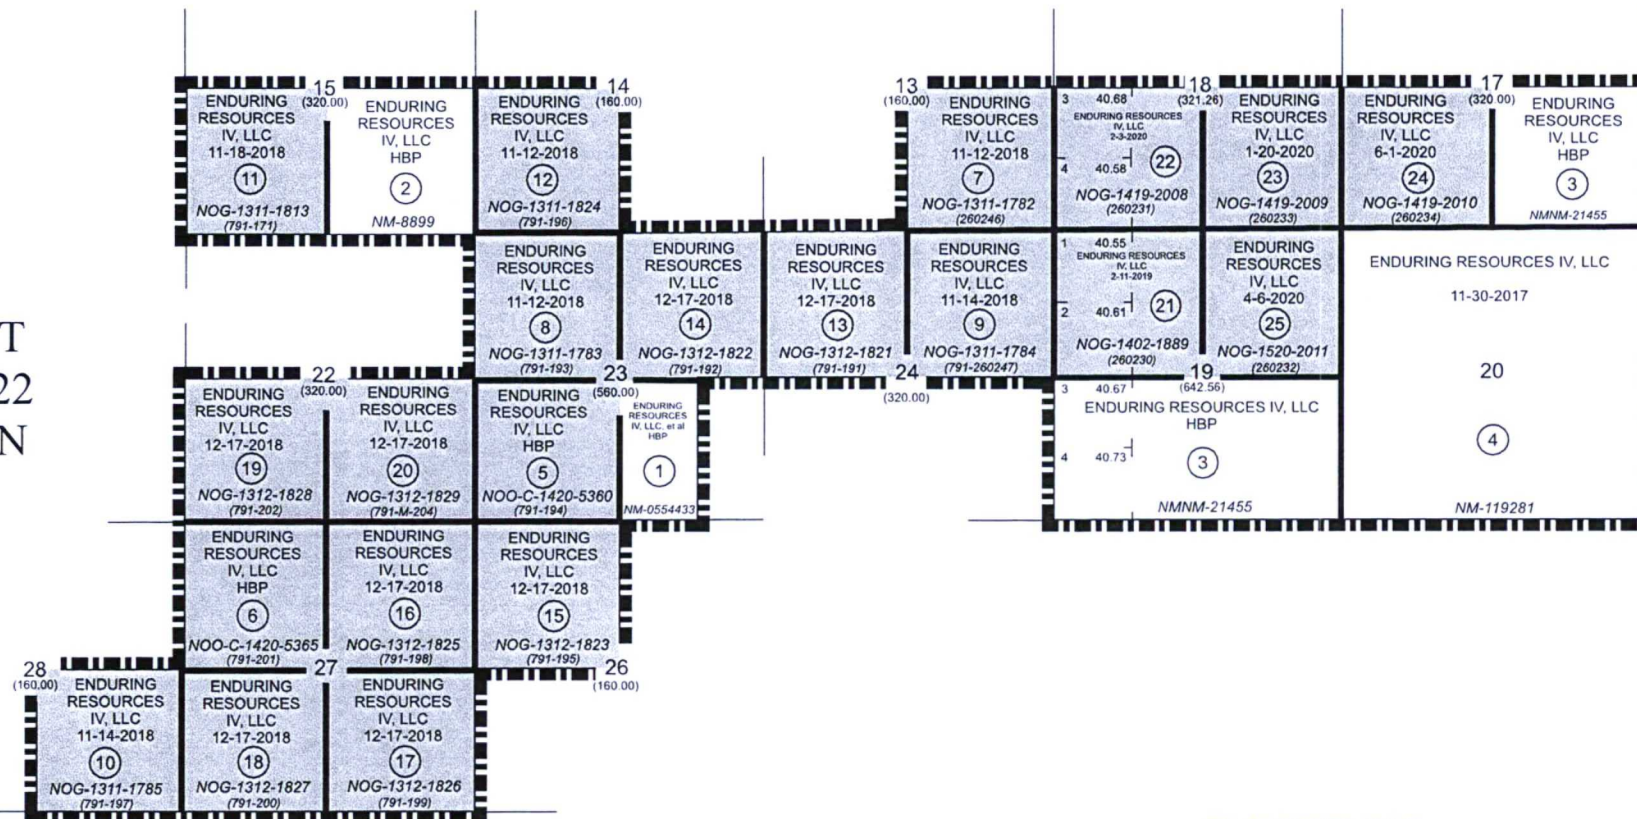 T
22
N
15
(320.00)
ENDURING
RESOURCES
IV, LLC
11-18-2018
11
NOG-1311-1813
(791-171)
ENDURING
RESOURCES
IV, LLC
HBP
2
NM-8899
14
(160.00)
ENDURING
RESOURCES
IV, LLC
11-12-2018
12
NOG-1311-1824
(791-196)
13
(160.00)
ENDURING
RESOURCES
IV, LLC
11-12-2018
7
NOG-1311-1782
(260246)
18
(321.26)
3 40.68
ENDURING RESOURCES
IV, LLC
2-3-2020
4 40.58
22
NOG-1419-2008
(260231)
ENDURING
RESOURCES
IV, LLC
1-20-2020
23
NOG-1419-2009
(260233)
17
(320.00)
ENDURING
RESOURCES
IV, LLC
6-1-2020
24
NOG-1419-2010
(260234)
ENDURING
RESOURCES
IV, LLC
HBP
3
NMNM-21455
ENDURING
RESOURCES
IV, LLC
11-12-2018
8
NOG-1311-1783
(791-193)
ENDURING
RESOURCES
IV, LLC
12-17-2018
14
NOG-1312-1822
(791-192)
ENDURING
RESOURCES
IV, LLC
12-17-2018
13
NOG-1312-1821
(791-191)
ENDURING
RESOURCES
IV, LLC
11-14-2018
9
NOG-1311-1784
(791-260247)
24
(320.00)
1 40.55
ENDURING RESOURCES
IV, LLC
2-11-2019
2 40.61
21
NOG-1402-1889
(260230)
ENDURING
RESOURCES
IV, LLC
4-6-2020
25
NOG-1520-2011
(260232)
19
(642.56)
3 40.67
ENDURING RESOURCES IV, LLC
HBP
4 40.73
3
NMNM-21455
ENDURING RESOURCES IV, LLC
11-30-2017
20
4
NM-119281
22
(320.00)
ENDURING
RESOURCES
IV, LLC
12-17-2018
19
NOG-1312-1828
(791-202)
ENDURING
RESOURCES
IV, LLC
12-17-2018
20
NOG-1312-1829
(791-M-204)
23
(560.00)
ENDURING
RESOURCES
IV, LLC
HBP
5
NOO-C-1420-5360
(791-194)
ENDURING
RESOURCES
IV, LLC, et al
HBP
1
NM-0554433
ENDURING
RESOURCES
IV, LLC
HBP
6
NOO-C-1420-5365
(791-201)
ENDURING
RESOURCES
IV, LLC
12-17-2018
16
NOG-1312-1825
(791-198)
ENDURING
RESOURCES
IV, LLC
12-17-2018
15
NOG-1312-1823
(791-195)
27
26
(160.00)
28
(160.00)
ENDURING
RESOURCES
IV, LLC
11-14-2018
10
NOG-1311-1785
(791-197)
ENDURING
RESOURCES
IV, LLC
12-17-2018
18
NOG-1312-1827
(791-200)
ENDURING
RESOURCES
IV, LLC
12-17-2018
17
NOG-1312-1826
(791-199)